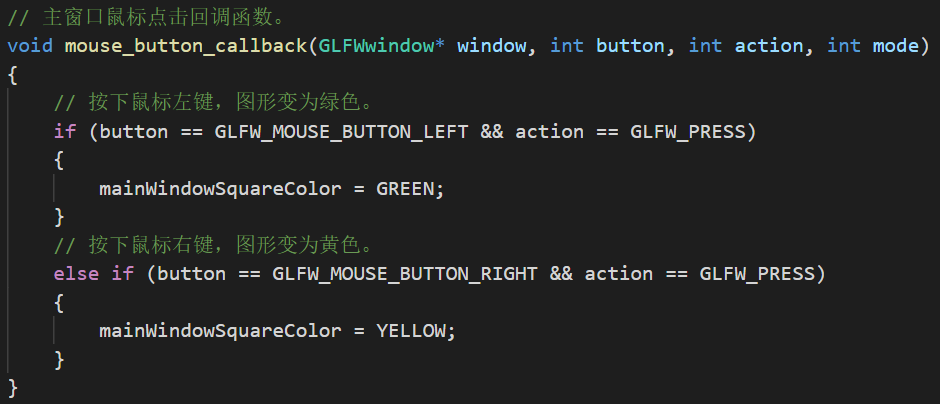 // 主窗口鼠标点击回调函数。
void mouse_button_callback(GLFWwindow* window, int button, int action, int mode)
{
    // 按下鼠标左键，图形变为绿色。
    if (button == GLFW_MOUSE_BUTTON_LEFT && action == GLFW_PRESS)
    {
        mainWindowSquareColor = GREEN;
    }
    // 按下鼠标右键，图形变为黄色。
    else if (button == GLFW_MOUSE_BUTTON_RIGHT && action == GLFW_PRESS)
    {
        mainWindowSquareColor = YELLOW;
    }
}